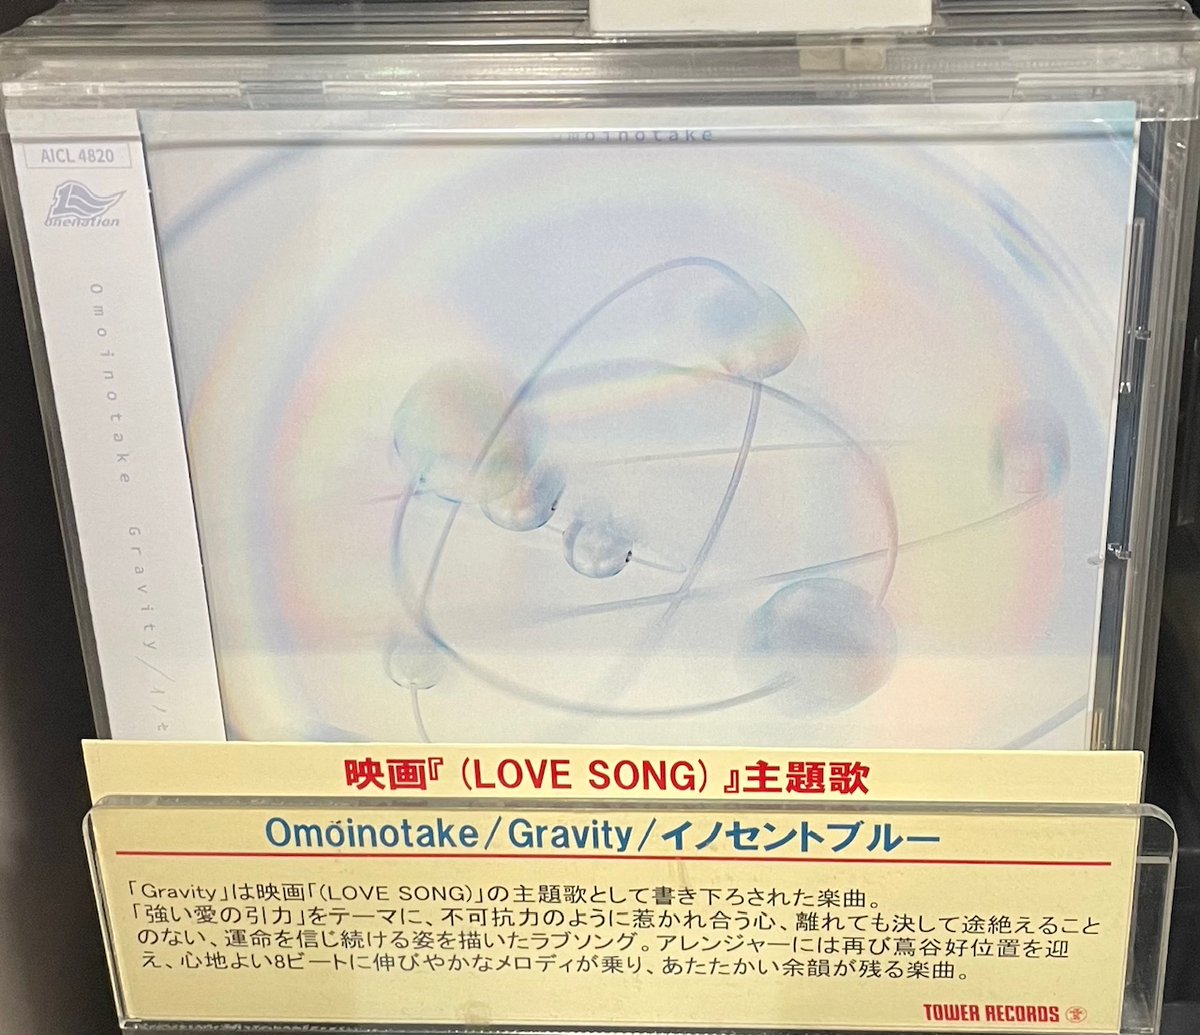 omoinotake
AICL 4820
onenation
Omoinotake Gravity/イノセ
映画『(LOVE SONG)』主題歌
Omoinotake/Gravity/イノセントブルー
「Gravity」は映画「(LOVE SONG)」の主題歌として書き下ろされた楽曲。
「強い愛の引力」をテーマに、不可抗力のように惹かれ合う心、離れても決して途絶えること
のない、運命を信じ続ける姿を描いたラブソング。アレンジャーには再び蔦谷好位置を迎
え、心地よい8ビートに伸びやかなメロディが乗り、あたたかい余韻が残る楽曲。
TOWER RECORDS